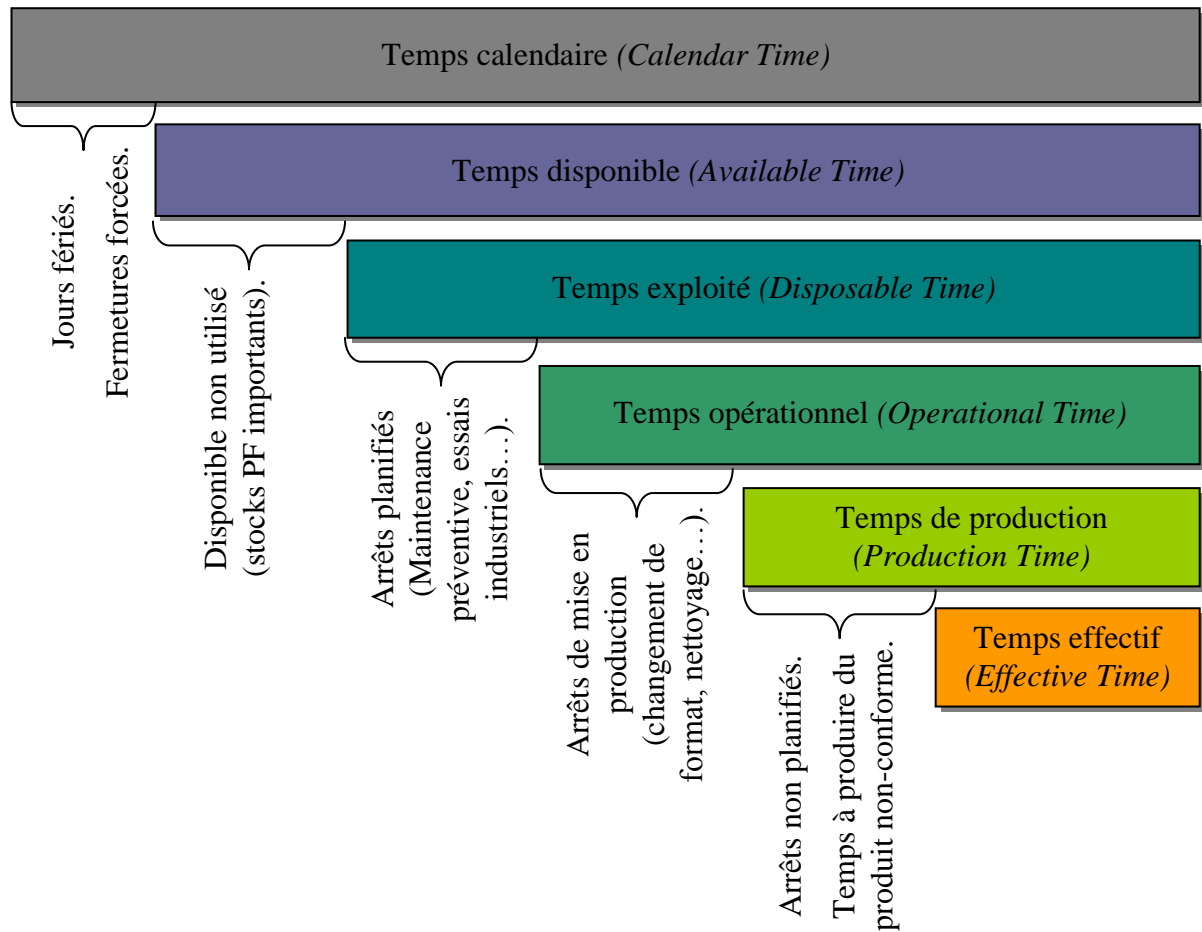 Temps calendaire (Calendar Time)
Temps disponible (Available Time)
Jours fériés.
Fermetures forcées.
Temps exploité (Disposable Time)
Disponible non utilisé
(stocks PF importants).
Temps opérationnel (Operational Time)
Arrêts planifiés
(Maintenance
préventive, essais
industriels…).
Temps de production
(Production Time)
Arrêts de mise en
production
(changement de
format, nettoyage…).
Temps effectif
(Effective Time)
Arrêts non planifiés.
Temps à produire du
produit non-conforme.